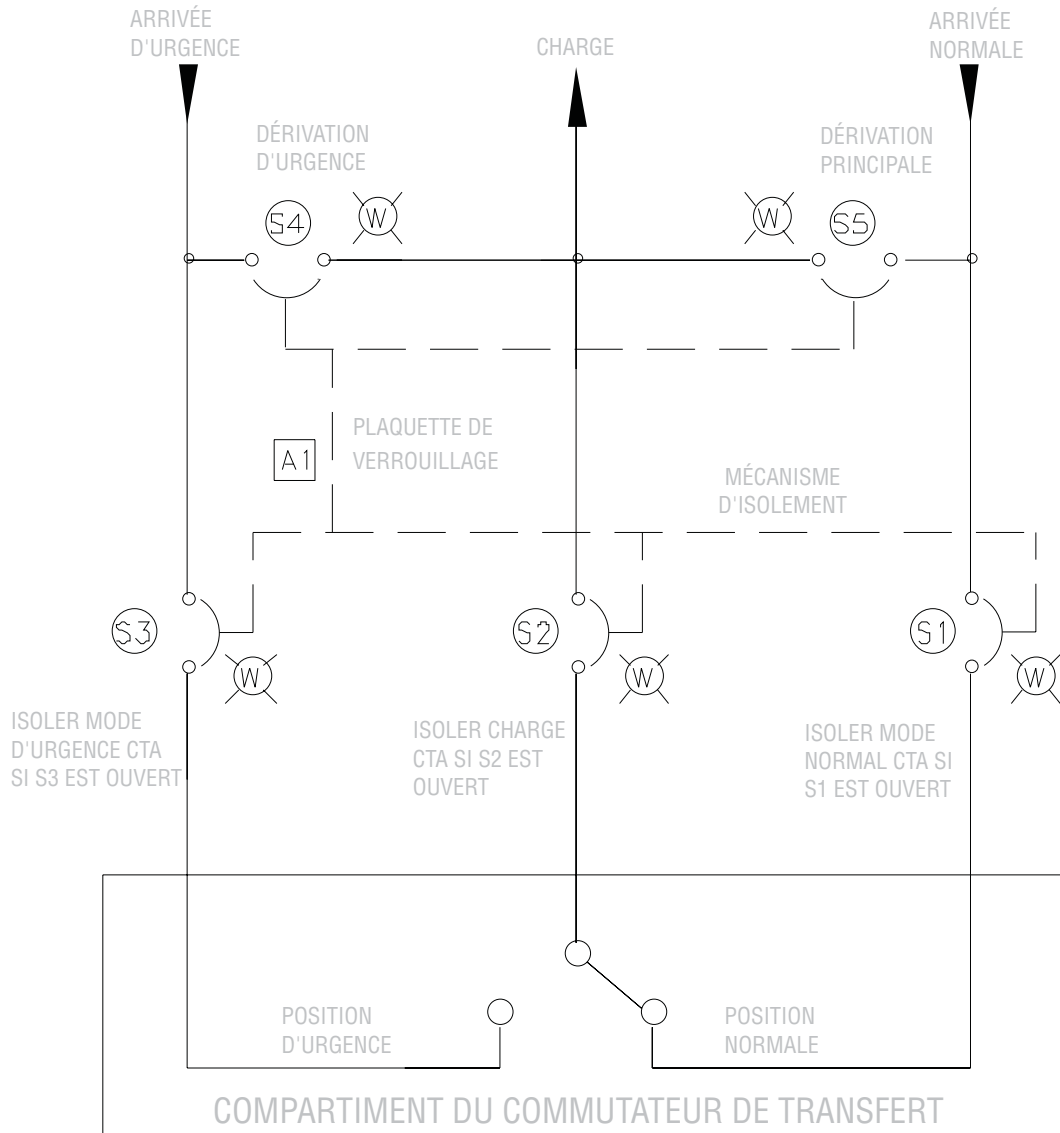 ARRIVÉE
D'URGENCE
CHARGE
ARRIVÉE
NORMALE
DÉRIVATION
D'URGENCE
DÉRIVATION
PRINCIPALE
S4
W
W
S5
PLAQUETTE DE
VERROUILLAGE
A1
MÉCANISME
D'ISOLEMENT
S3
W
S2
W
S1
W
ISOLER MODE
D'URGENCE CTA
SI S3 EST OUVERT
ISOLER CHARGE
CTA SI S2 EST
OUVERT
ISOLER MODE
NORMAL CTA SI
S1 EST OUVERT
POSITION
D'URGENCE
POSITION
NORMALE
COMPARTIMENT DU COMMUTATEUR DE TRANSFERT